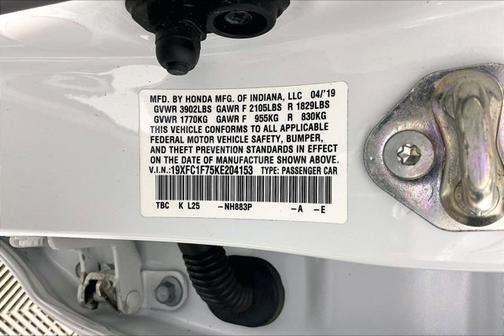 MFD. BY HONDA MFG. OF INDIANA, LLC 04/'19
GVWR 3902LBS GAWR F 2105LBS R 1829LBS
GVWR 1770KG GAWR F 955KG R 830KG
THIS VEHICLE CONFORMS TO ALL APPLICABLE
FEDERAL MOTOR VEHICLE SAFETY, BUMPER,
AND THEFT PREVENTION STANDARDS IN EFFECT
ON THE DATE OF MANUFACTURE SHOWN ABOVE.
V.I.N.:19XFC1F75KE204153 TYPE: PASSENGER CAR
TBC K L25 -NH883P -A -E